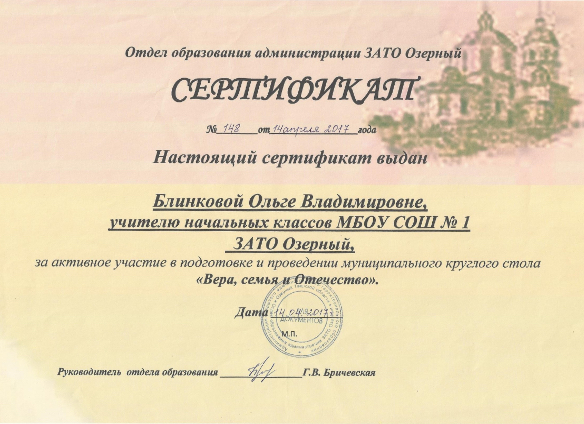 Отдел образования администрации ЗАТО Озерный
СЕРТИФИКАТ
№ 148 от 14 апреля 2017 года
Настоящий сертификат выдан
Блинковой Ольге Владимировне,
учителю начальных классов МБОУ СОШ № 1
ЗАТО Озерный,
за активное участие в подготовке и проведении муниципального круглого стола
«Вера, семья и Отечество».
Дата 14.04.2017
ДОКУМЕНТОВ
М.П.
Руководитель отдела образования Г.В. Бричевская